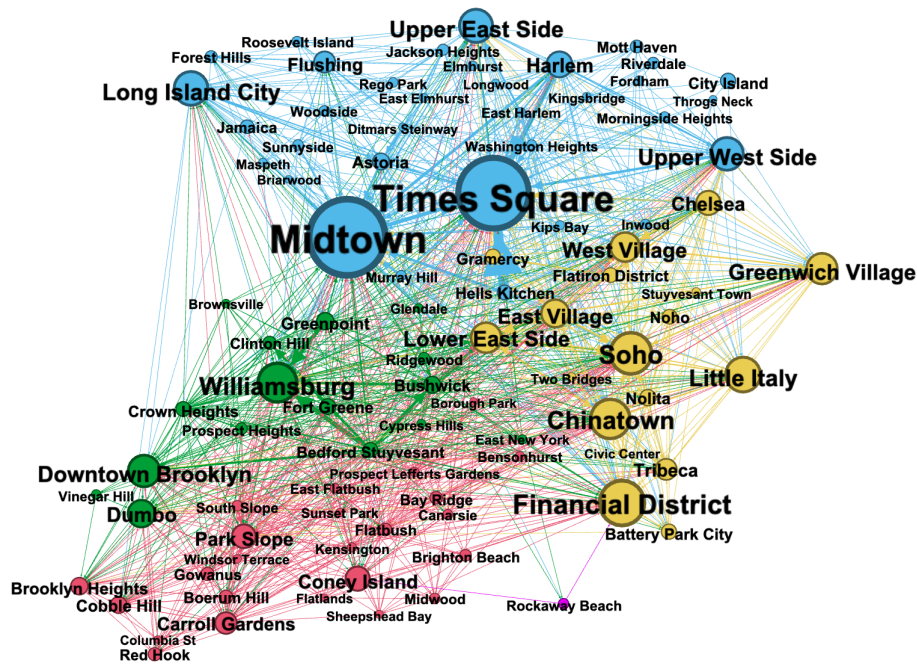 Upper East Side
Roosevelt Island
Mott Haven
Forest Hills
Jackson Heights
Flushing
Elmhurst
Harlem
Riverdale
Rego Park
Longwood
Fordham
City Island
Long Island City
East Elmhurst
Kingsbridge
Throgs Neck
Woodside
East Harlem
Morningside Heights
Jamaica
Ditmars Steinway
Sunnyside
Washington Heights
Maspeth
Astoria
Upper West Side
Briarwood
Times Square
Chelsea
Midtown
Kips Bay
Inwood
Gramercy
West Village
Murray Hill
Flatiron District
Greenwich Village
Hells Kitchen
Stuyvesant Town
Brownsville
Glendale
East Village
Noho
Greenpoint
Clinton Hill
Lower East Side
Ridgewood
Soho
Williamsburg
Bushwick
Two Bridges
Little Italy
Fort Greene
Borough Park
Nolita
Crown Heights
Chinatown
Prospect Heights
Cypress Hills
East New York
Bedford Stuyvesant
Bensonhurst
Civic Center
Downtown Brooklyn
Prospect Lefferts Gardens
Tribeca
East Flatbush
Vinegar Hill
Bay Ridge
Financial District
South Slope
Dumbo
Sunset Park
Canarsie
Flatbush
Battery Park City
Park Slope
Kensington
Windsor Terrace
Brighton Beach
Gowanus
Coney Island
Brooklyn Heights
Boerum Hill
Flatlands
Midwood
Cobble Hill
Rockaway Beach
Sheepshead Bay
Carroll Gardens
Columbia St
Red Hook